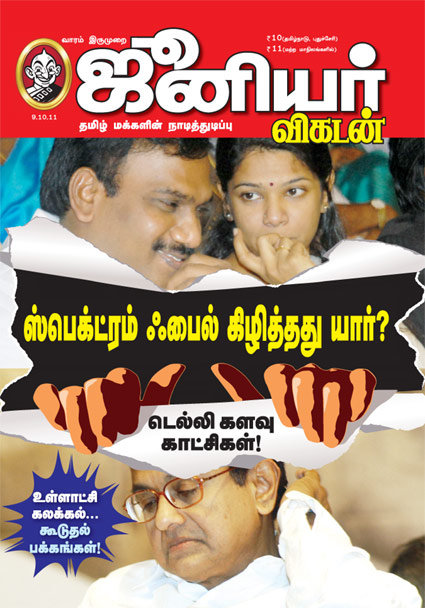 வாரம் இருமுறை
₹ 10 (தமிழ்நாடு, புதுச்சேரி)
₹ 11 (மற்ற மாநிலங்களில்)
ஜூனியர்
விகடன்
9.10.11
தமிழ் மக்களின் நாடித்துடிப்பு
ஸ்பெக்ட்ரம் ஃபைல் கிழித்தது யார்?
டெல்லி களவு
காட்சிகள்!
உள்ளாட்சி
கலக்கல்...
கூடுதல்
பக்கங்கள்!